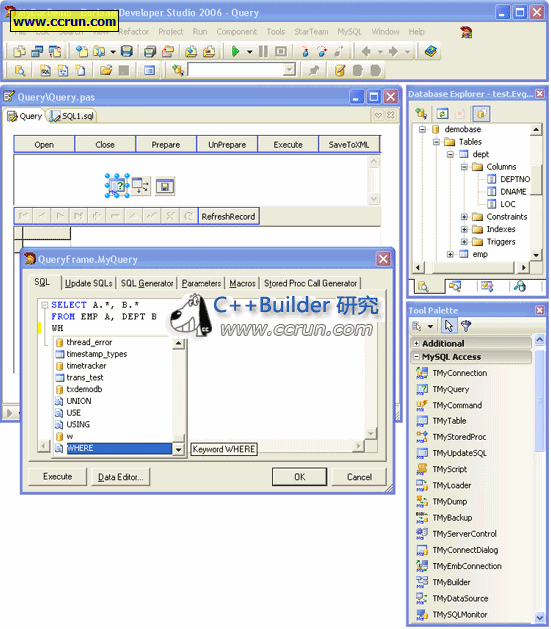 www.ccrun.com
Developer Studio 2006 - Query
Refactor Project Run Component Tools StarTeam MySQL Window Help
Query\Query.pas
Query SQL1.sql
Open Close Prepare UnPrepare Execute SaveToXML
RefreshRecord
QueryFrame.MyQuery
SQL Update SQLs SQL Generator Parameters Macros Stored Proc Call Generator
SELECT A.*, B.*
FROM EMP A, DEPT B
WH
thread_error
timestamp_types
timetracker
trans_test
txdemodb
UNION
USE
USING
w
WHERE
Keyword WHERE
C++Builder 研究
www.ccrun.com
Execute Data Editor... OK Cancel
Database Explorer - test.Evg...
demobase
Tables
dept
Columns
DEPTNO
DNAME
LOC
Constraints
Indexes
Triggers
emp
Tool Palette
Additional
MySQL Access
TMyConnection
TMyQuery
TMyCommand
TMyTable
TMyStoredProc
TMyUpdateSQL
TMyScript
TMyLoader
TMyDump
TMyBackup
TMyServerControl
TMyConnectDialog
TMyEmbConnection
TMyBuilder
TMyDataSource
TMySQLMonitor